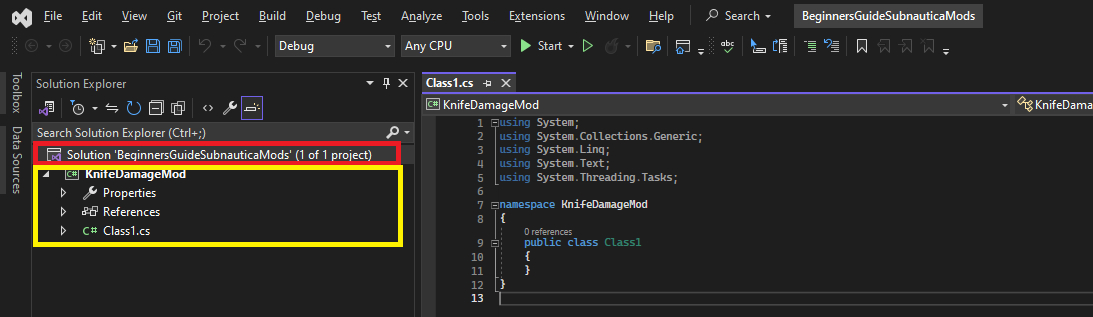 File Edit View Git Project Build Debug Test Analyze Tools Extensions Window Help Search BeginnersGuideSubnauticaMods
Debug Any CPU Start
Toolbox
Data Sources
Solution Explorer
Search Solution Explorer (Ctrl+;)
Solution 'BeginnersGuideSubnauticaMods' (1 of 1 project)
KnifeDamageMod
Properties
References
Class1.cs
Class1.cs
KnifeDamageMod KnifeDama
1 using System;
2 using System.Collections.Generic;
3 using System.Linq;
4 using System.Text;
5 using System.Threading.Tasks;
6
7 namespace KnifeDamageMod
8 {
0 references
9 public class Class1
10 {
11 }
12 }
13